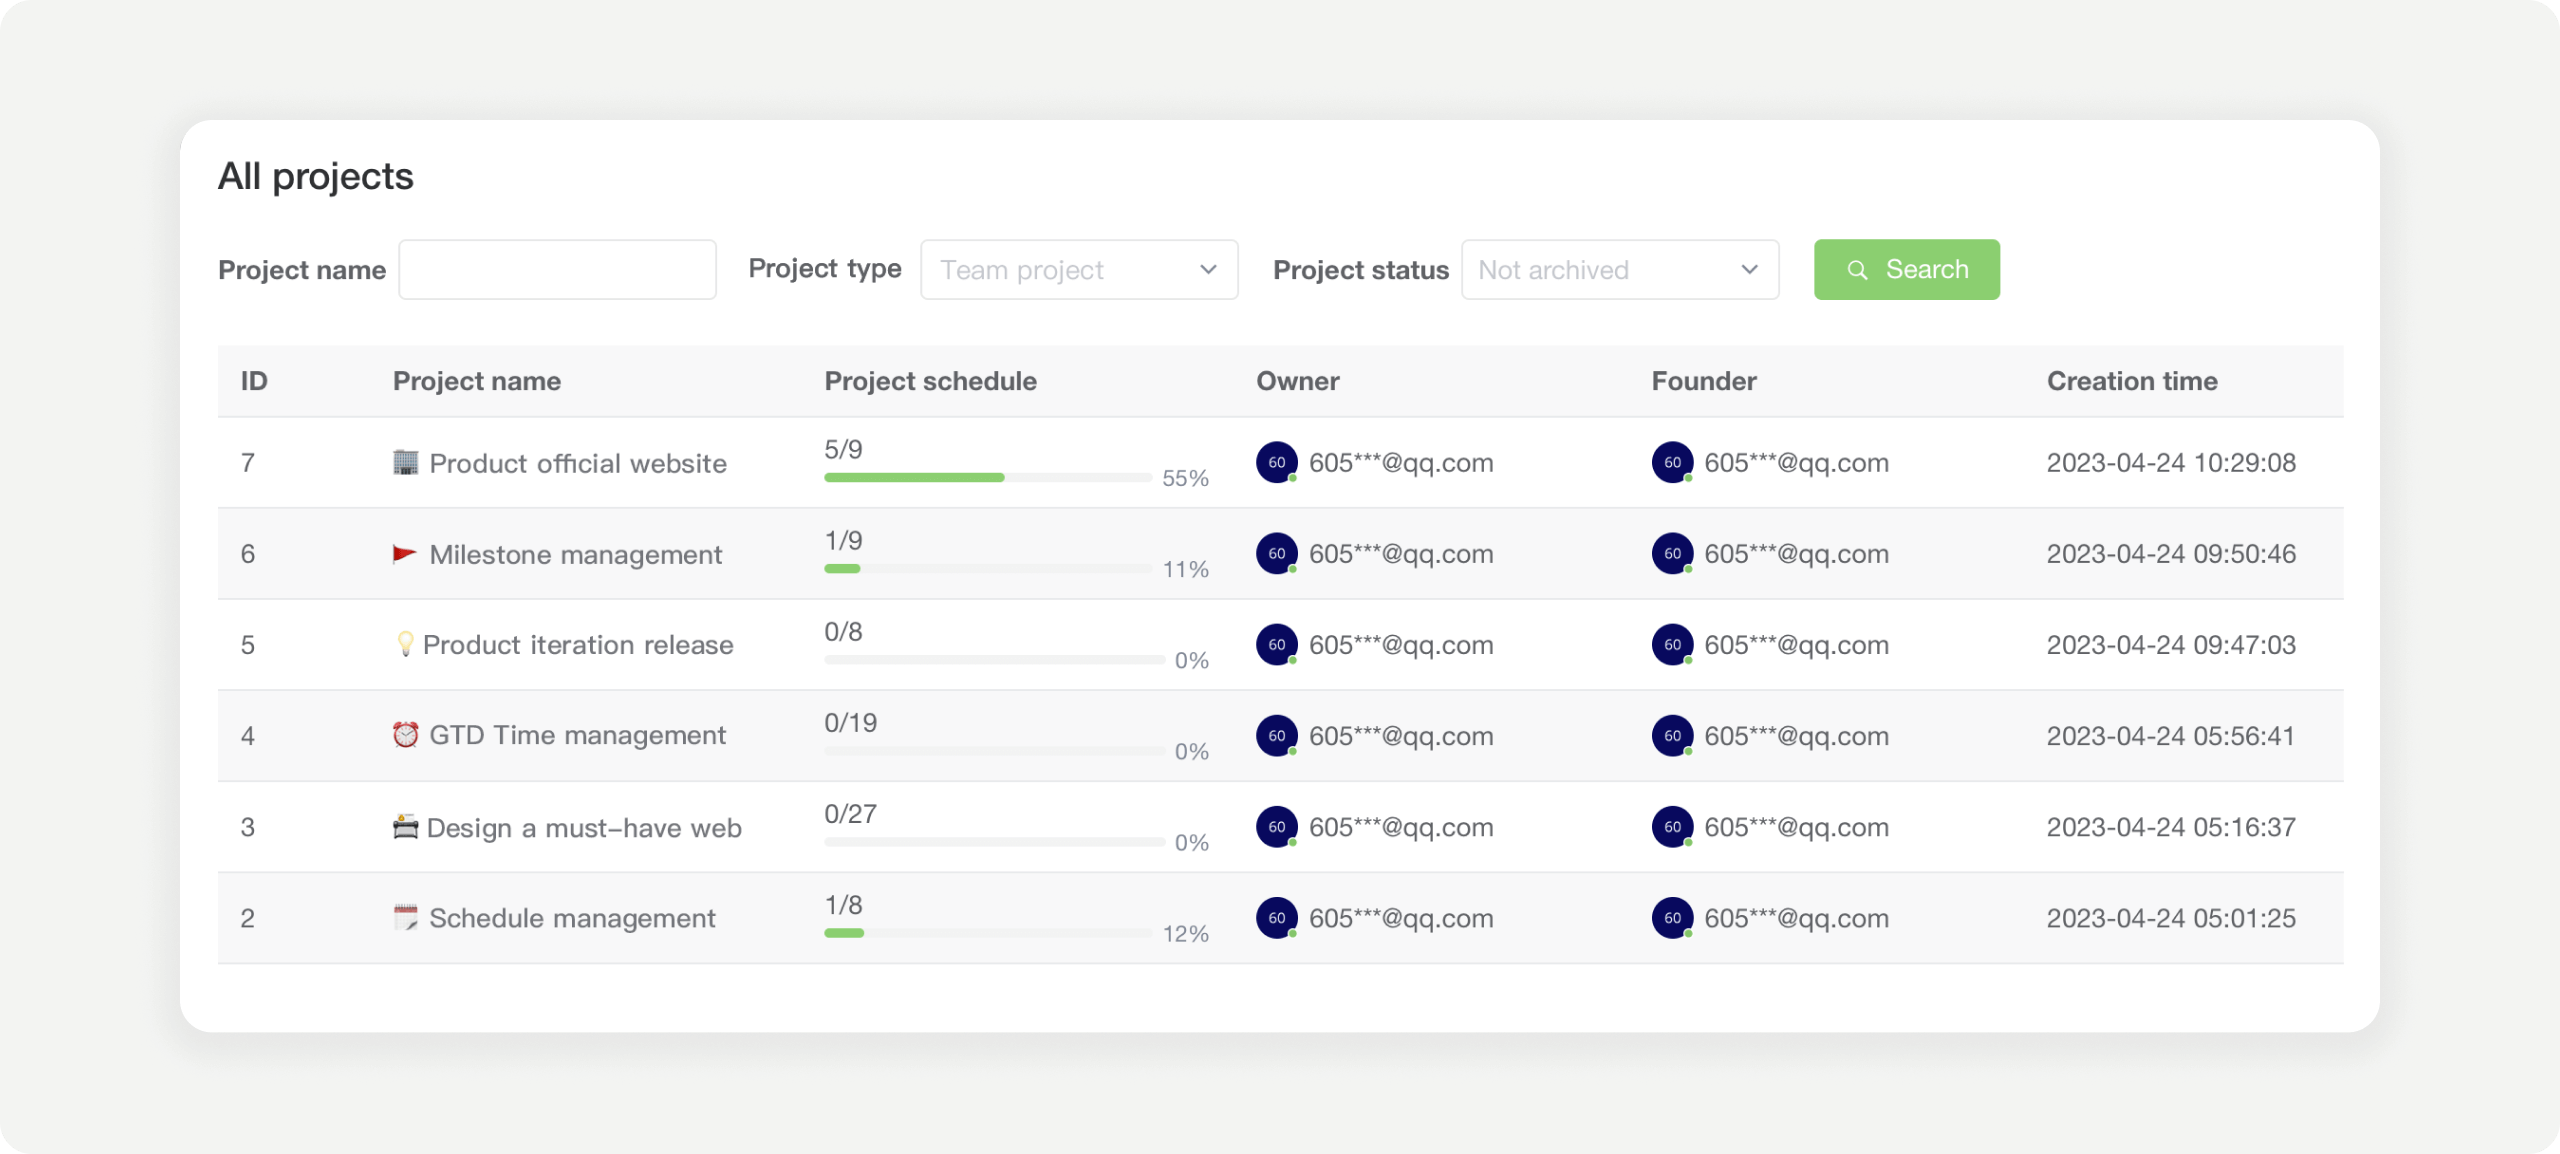 All projects
Project name Project type Team project Project status Not archived Search
ID Project name Project schedule Owner Founder Creation time
7 Product official website 5/9 55% 60 605***@qq.com 60 605***@qq.com 2023-04-24 10:29:08
6 Milestone management 1/9 11% 60 605***@qq.com 60 605***@qq.com 2023-04-24 09:50:46
5 Product iteration release 0/8 0% 60 605***@qq.com 60 605***@qq.com 2023-04-24 09:47:03
4 GTD Time management 0/19 0% 60 605***@qq.com 60 605***@qq.com 2023-04-24 05:56:41
3 Design a must-have web 0/27 0% 60 605***@qq.com 60 605***@qq.com 2023-04-24 05:16:37
2 Schedule management 1/8 12% 60 605***@qq.com 60 605***@qq.com 2023-04-24 05:01:25